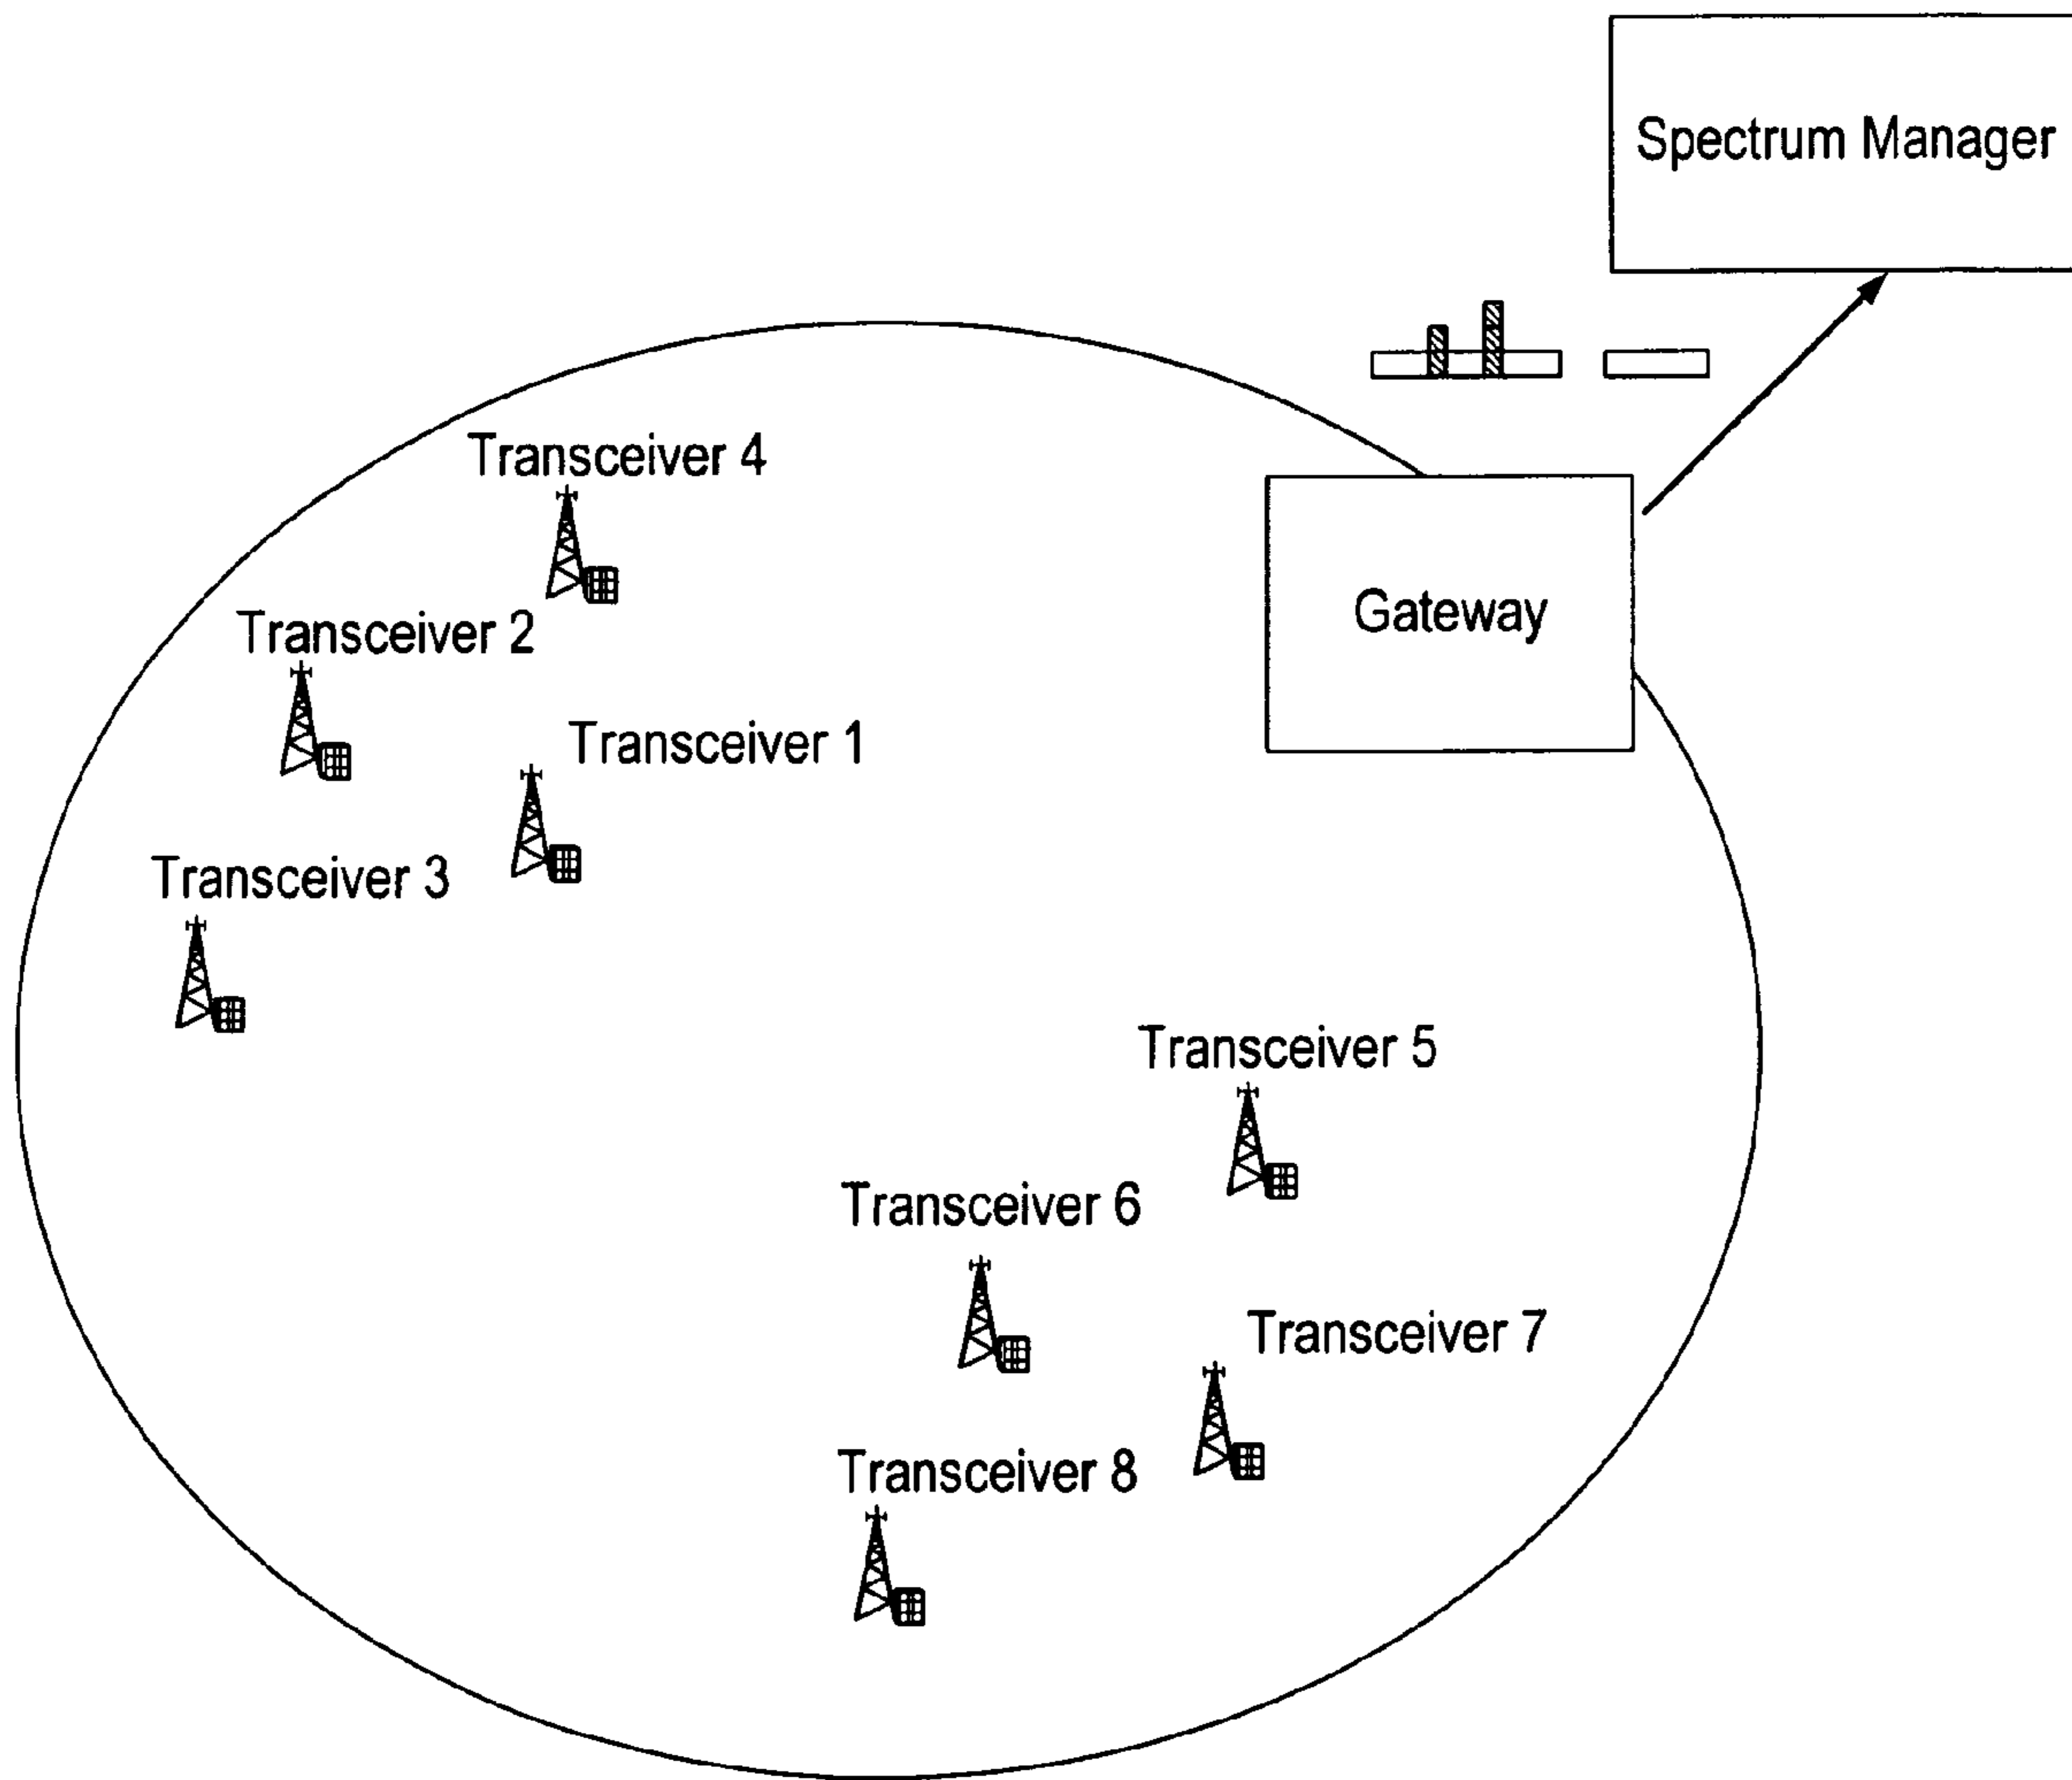 Spectrum Manager
Transceiver 4
Gateway
Transceiver 2
Transceiver 1
Transceiver 3
Transceiver 5
Transceiver 6
Transceiver 7
Transceiver 8